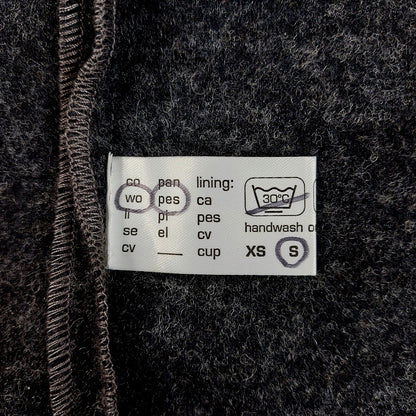 co pan lining:
wo pes ca 30°C
li pl pes
se el cv handwash o
cv — cup XS S